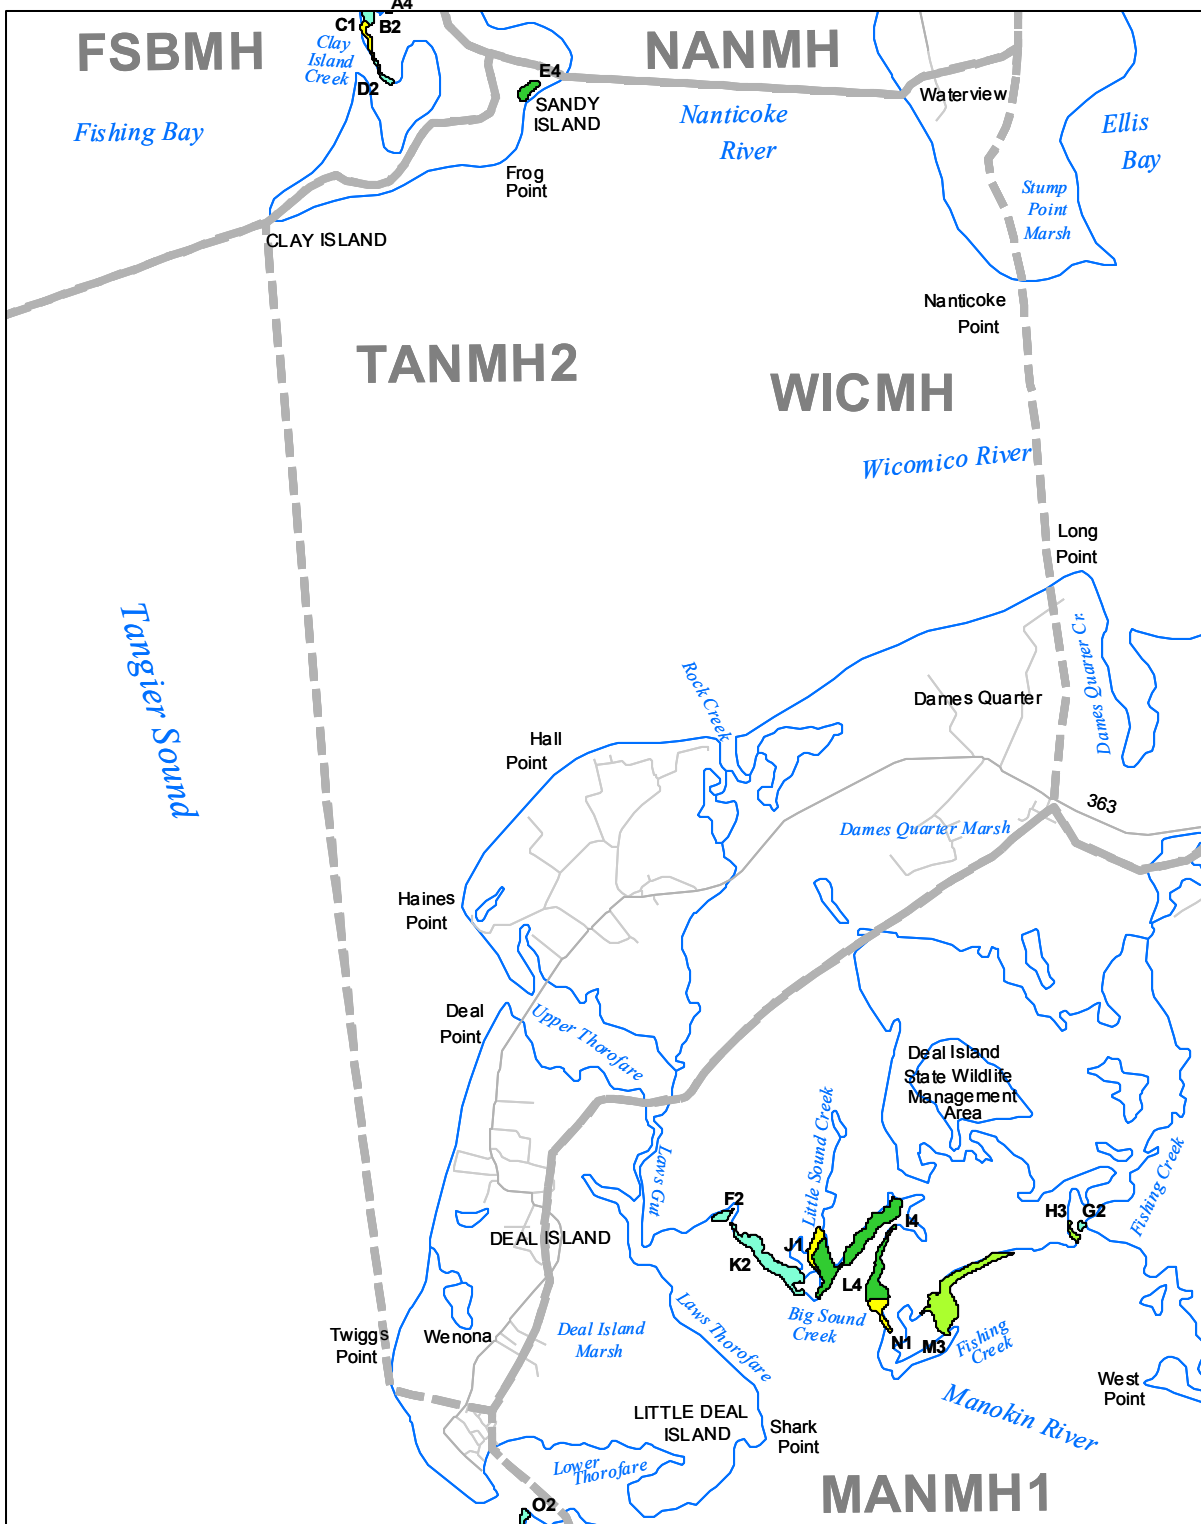 A4
C1
B2
FSBMH
Clay
Island
Creek
D2
NANMH
E4
SANDY
ISLAND
Waterview
Fishing Bay
Nanticoke
River
Ellis
Bay
Frog
Point
Stump
Point
Marsh
CLAY ISLAND
Nanticoke
Point
TANMH2
WICMH
Wicomico River
Long
Point
Tangier Sound
Dames Quarter Cr.
Rock Creek
Dames Quarter
Hall
Point
363
Dames Quarter Marsh
Haines
Point
Deal
Point
Upper Thorofare
Deal Island
State Wildlife
Management
Area
Little Sound Creek
Laws Gut
Fishing Creek
F2
I4
H3
G2
DEAL ISLAND
J1
K2
L4
Laws Thorofare
Big Sound
Creek
Twiggs
Point
Wenona
Deal Island
Marsh
N1
M3
Fishing
Creek
West
Point
Manokin River
LITTLE DEAL
ISLAND
Shark
Point
Lower
Thorofare
MANMH1
O2